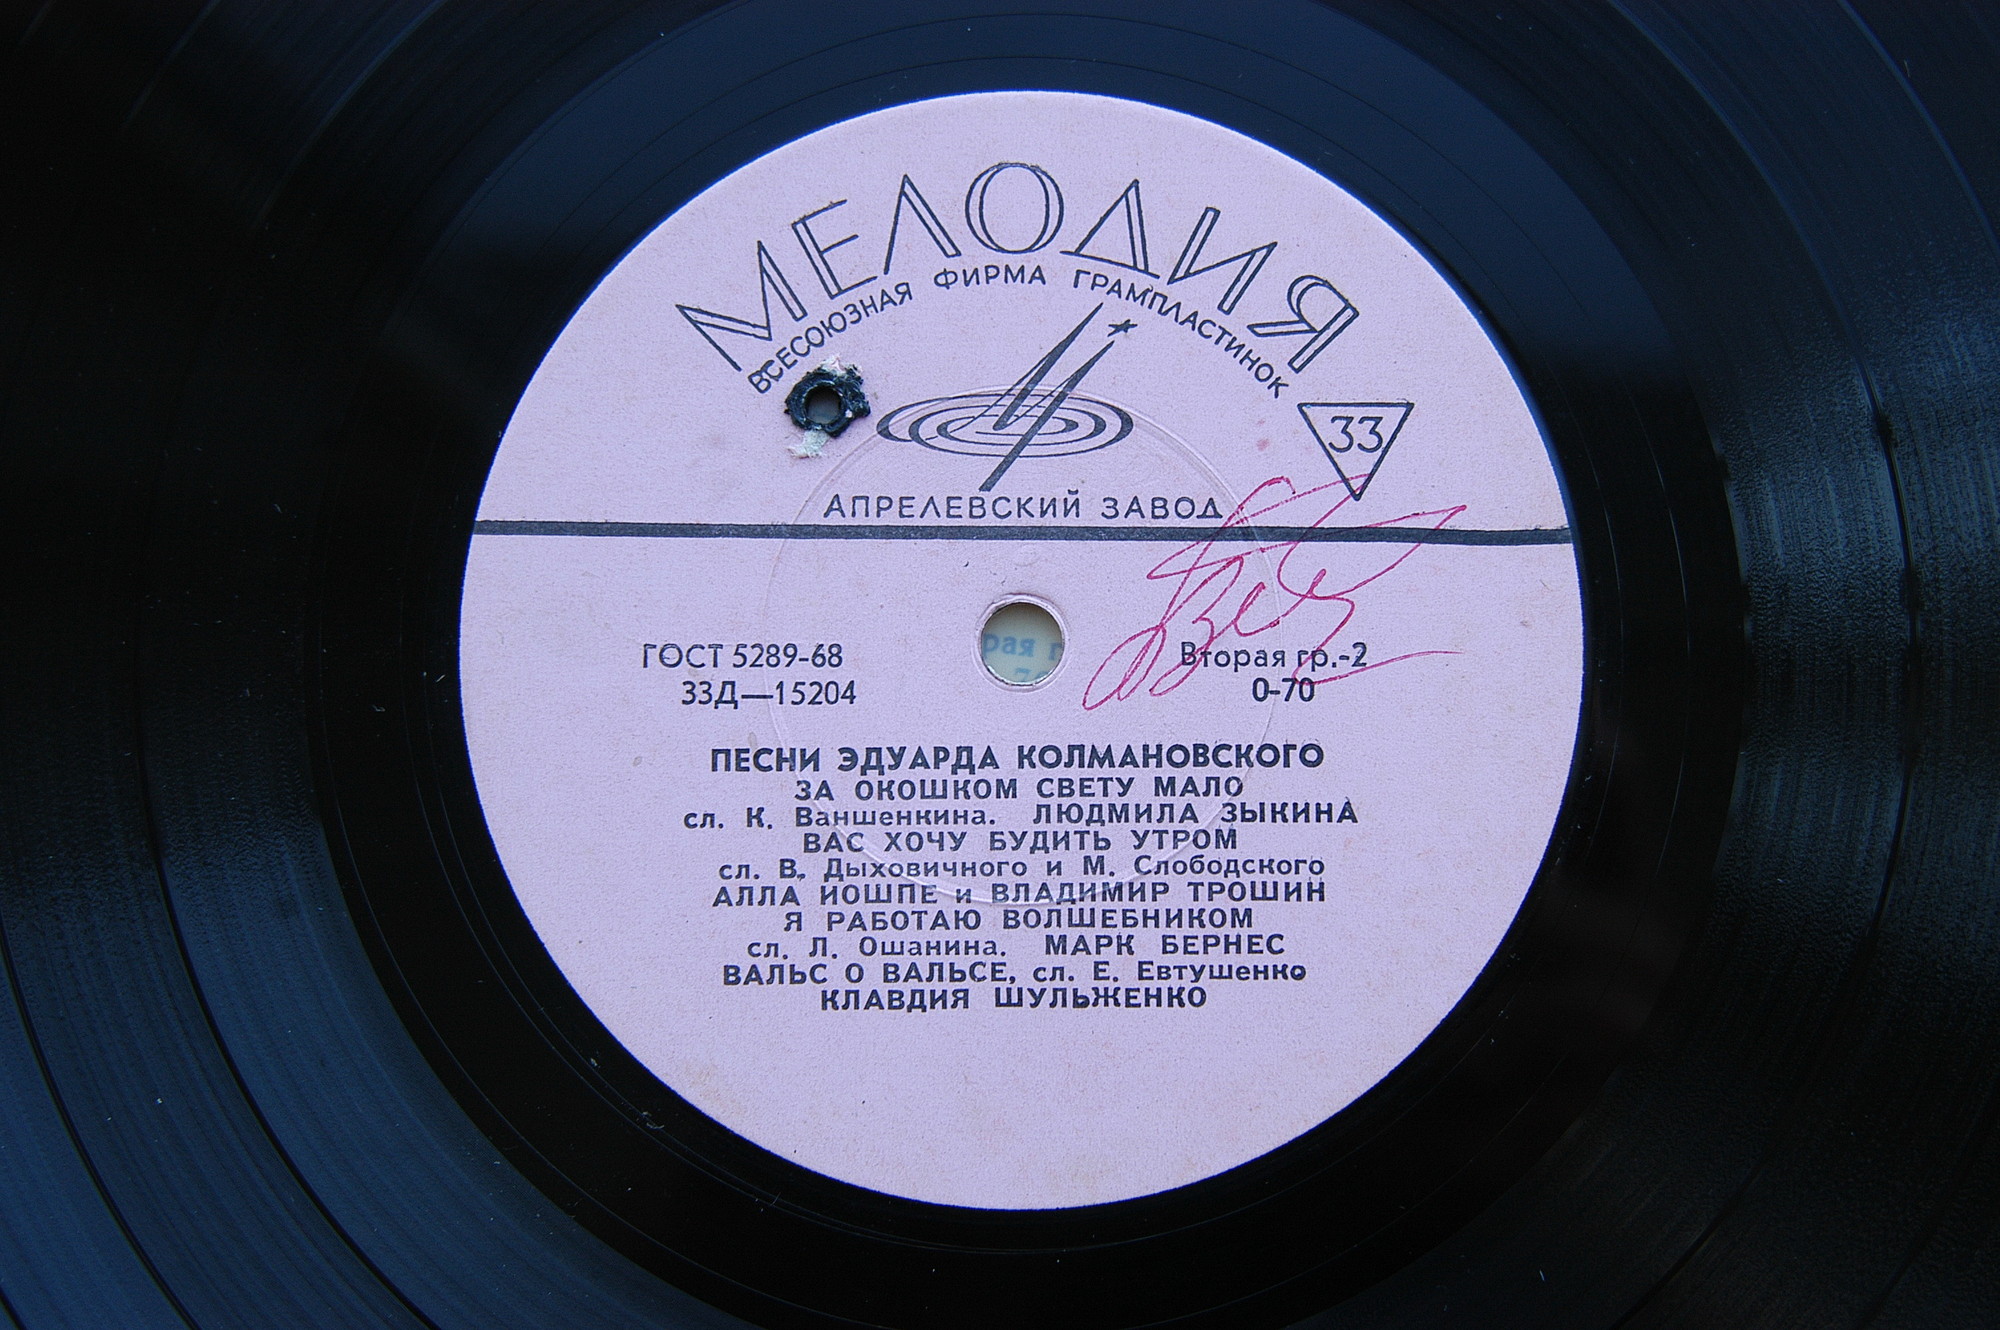 МЕЛОДИЯ
ВСЕСОЮЗНАЯ ФИРМА ГРАМПЛАСТИНОК
33
АПРЕЛЕВСКИЙ ЗАВОД
ГОСТ 5289-68
33Д—15204
Вторая гр.-2
0-70
ПЕСНИ ЭДУАРДА КОЛМАНОВСКОГО
ЗА ОКОШКОМ СВЕТУ МАЛО
сл. К. Ваншенкина. ЛЮДМИЛА ЗЫКИНА
ВАС ХОЧУ БУДИТЬ УТРОМ
сл. В. Дыховичного и М. Слободского
АЛЛА ИОШПЕ и ВЛАДИМИР ТРОШИН
Я РАБОТАЮ ВОЛШЕБНИКОМ
сл. Л. Ошанина. МАРК БЕРНЕС
ВАЛЬС О ВАЛЬСЕ, сл. Е. Евтушенко
КЛАВДИЯ ШУЛЬЖЕНКО